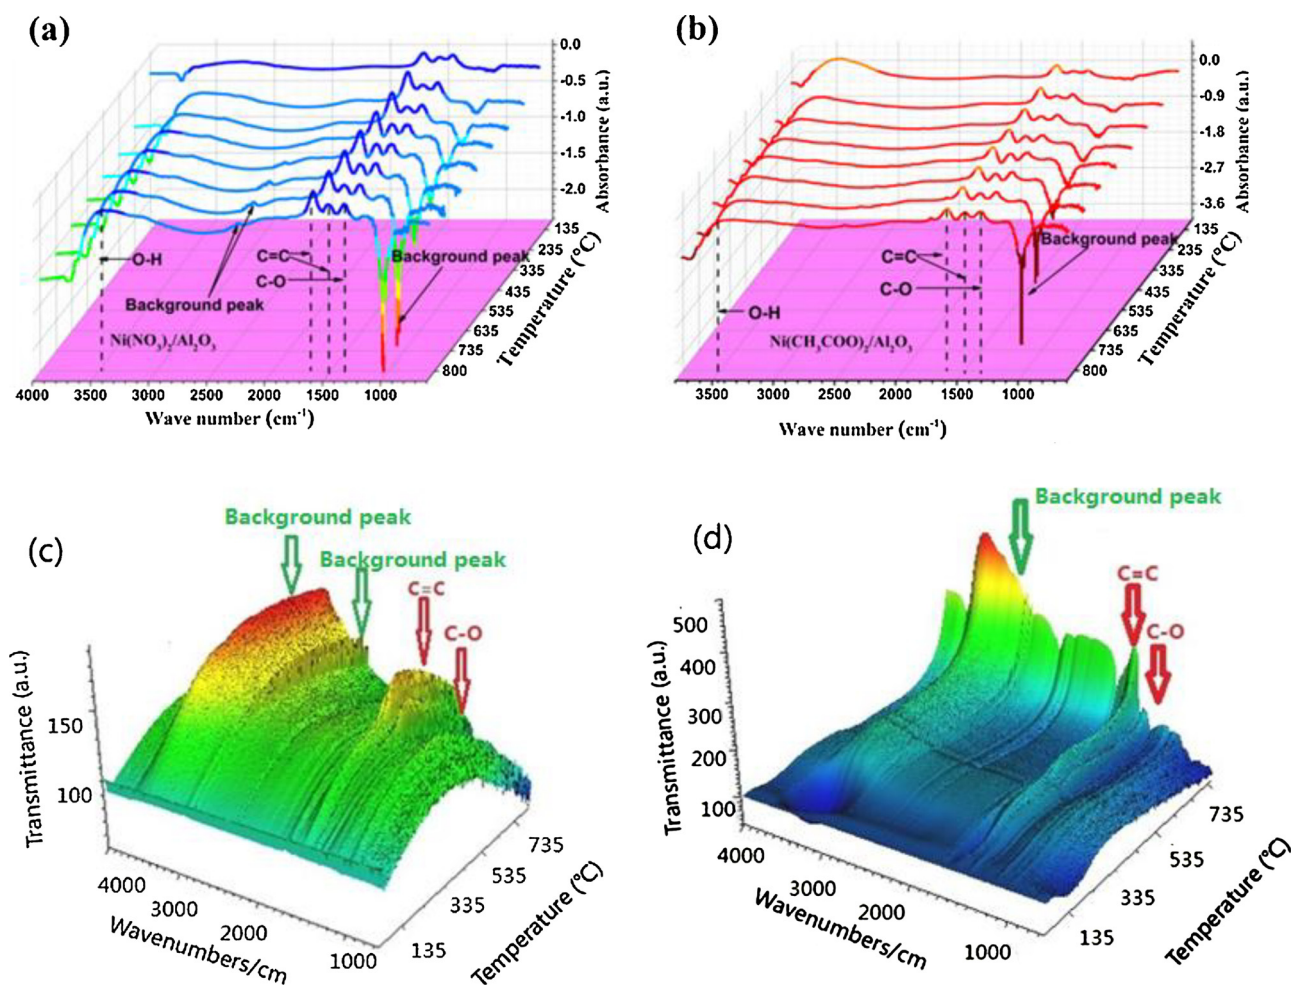 (a)
0.0
-0.5
-1.0
-1.5
-2.0
Absorbance (a.u.)
135
235
335
435
535
635
735
800
Temperature (°C)
O-H
C=C
C-O
Background peak
Background peak
Ni(NO₃)₂/Al₂O₃
4000 3500 3000 2500 2000 1500 1000
Wave number (cm⁻¹)
(b)
0.0
-0.9
-1.8
-2.7
-3.6
Absorbance (a.u.)
135
235
335
435
535
635
735
800
Temperature (°C)
Background peak
C=C
C-O
O-H
Ni(CH₃COO)₂/Al₂O₃
3500 3000 2500 2000 1500 1000
Wave number (cm⁻¹)
(c)
Background peak
Background peak
C=C
C-O
150
100
Transmittance (a.u.)
4000
3000
2000
1000
Wavenumbers/cm
135
335
535
735
Temperature (°C)
(d)
Background peak
C=C
C-O
500
400
300
200
100
Transmittance (a.u.)
4000
3000
2000
1000
Wavenumbers/cm
135
335
535
735
Temperature (°C)